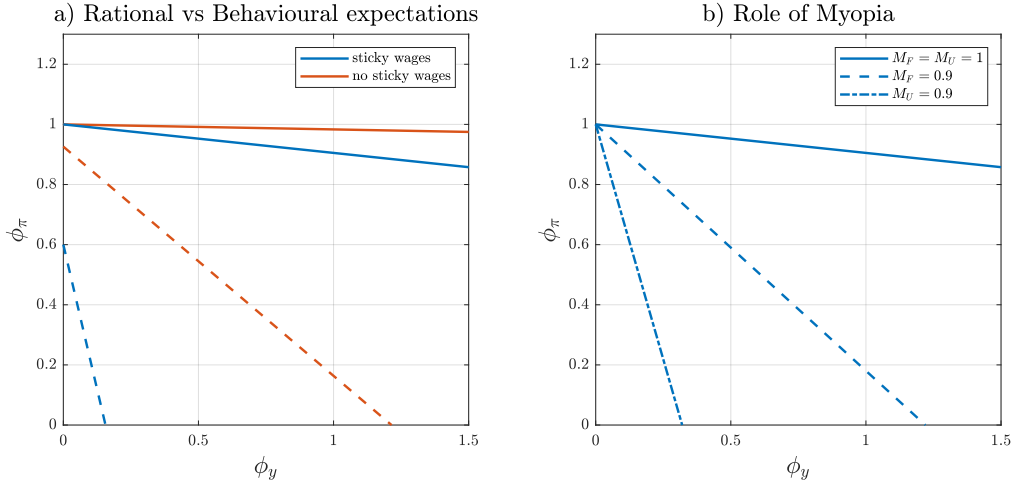 a) Rational vs Behavioural expectations
sticky wages
no sticky wages
1.2
1
0.8
0.6
0.4
0.2
0
ϕπ
0
0.5
1
1.5
ϕy
b) Role of Myopia
MF = MU = 1
MF = 0.9
MU = 0.9
1.2
1
0.8
0.6
0.4
0.2
0
ϕπ
0
0.5
1
1.5
ϕy